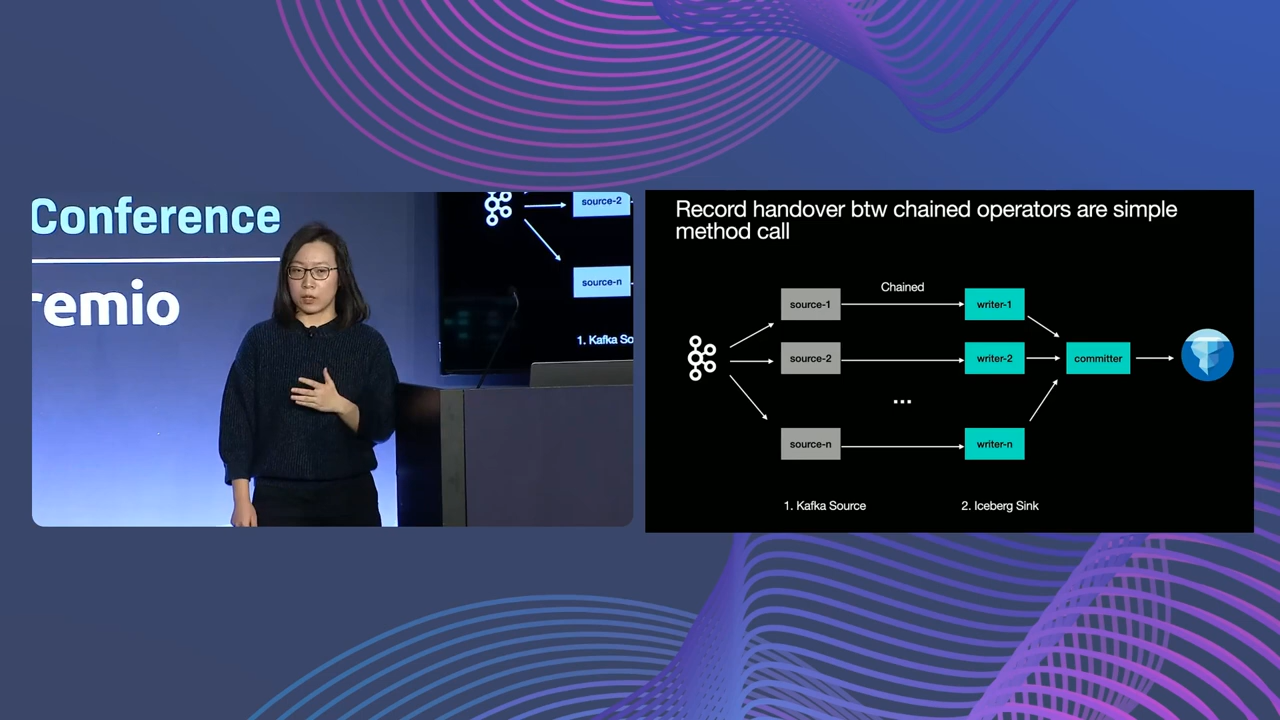 Conference
remio
source-2
source-n
1. Kafka So
Record handover btw chained operators are simple
method call
Chained
source-1
writer-1
source-2
writer-2
committer
...
source-n
writer-n
1. Kafka Source
2. Iceberg Sink